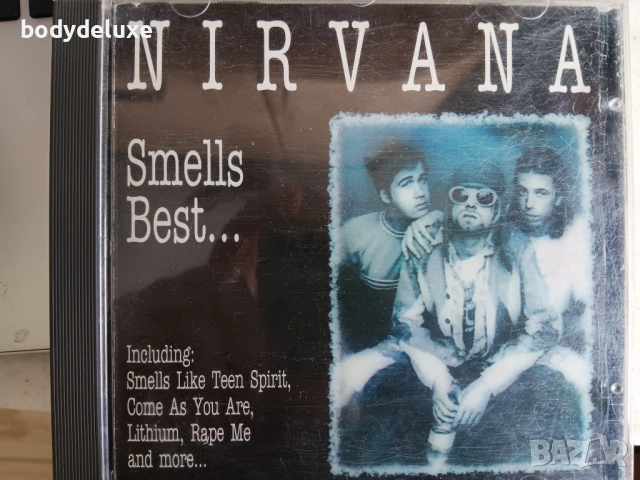 bodydeluxe
NIRVANA
Smells
Best...
Including:
Smells Like Teen Spirit,
Come As You Are,
Lithium, Rape Me
and more...
BAZAR